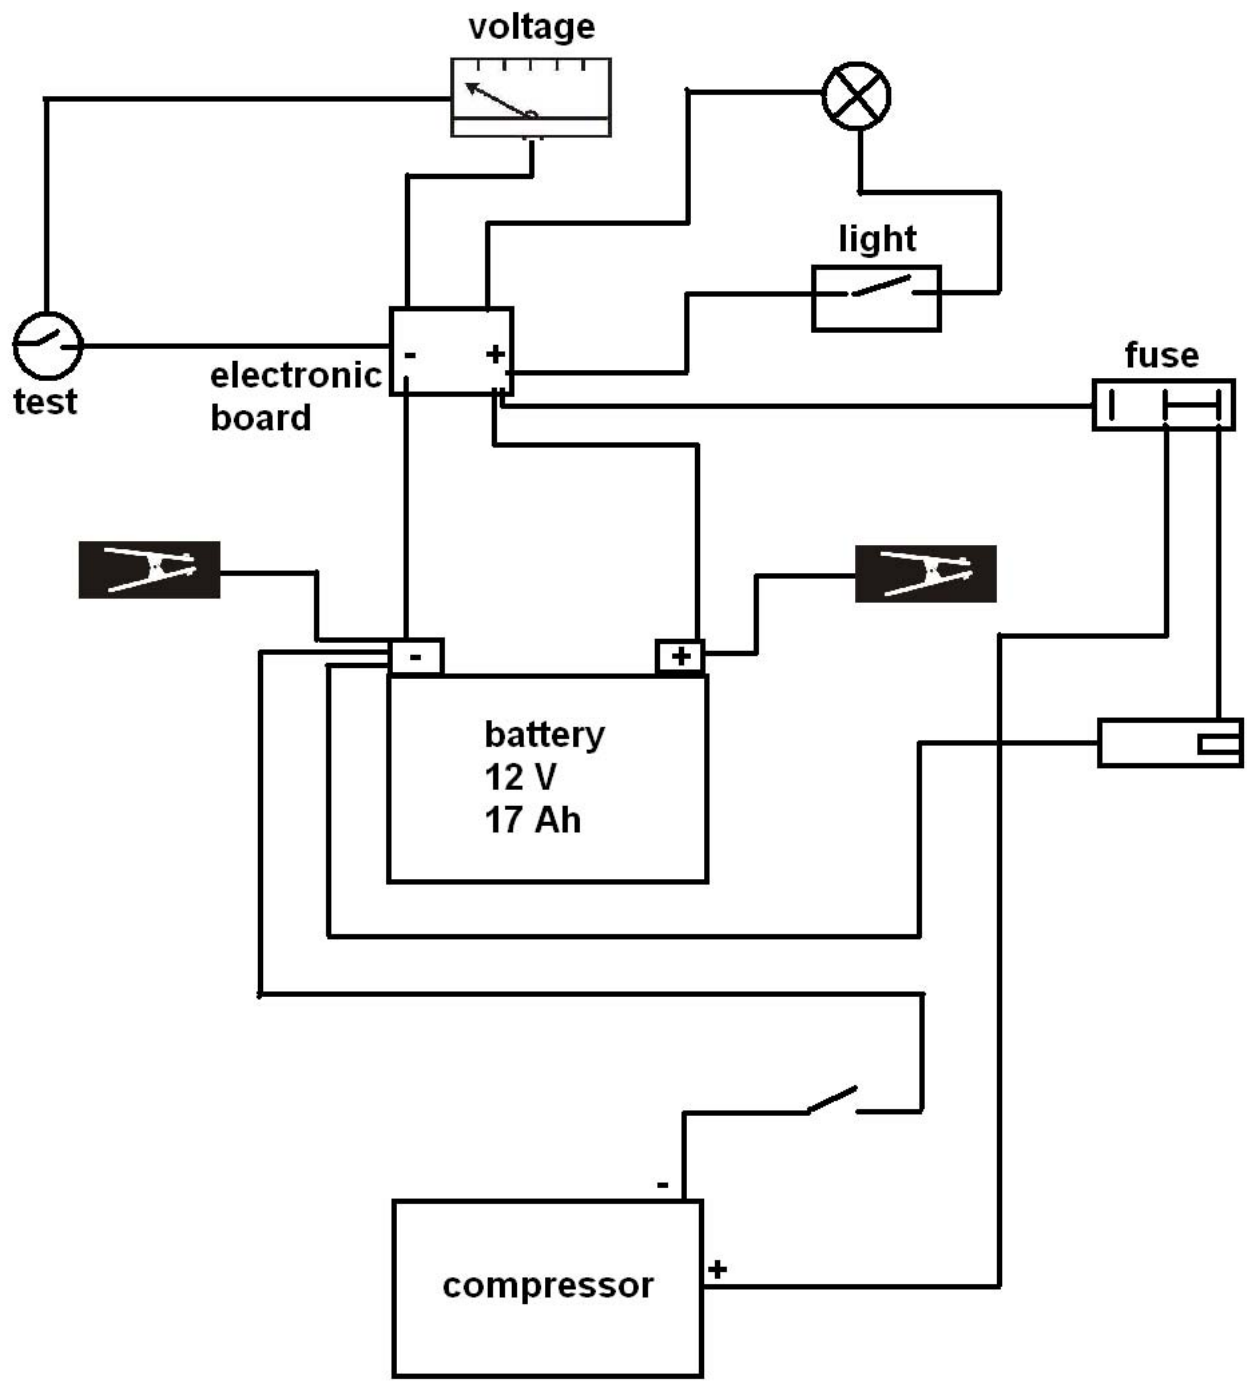 voltage
light
fuse
- +
electronic
board
test
- +
battery
12 V
17 Ah
-
+
compressor